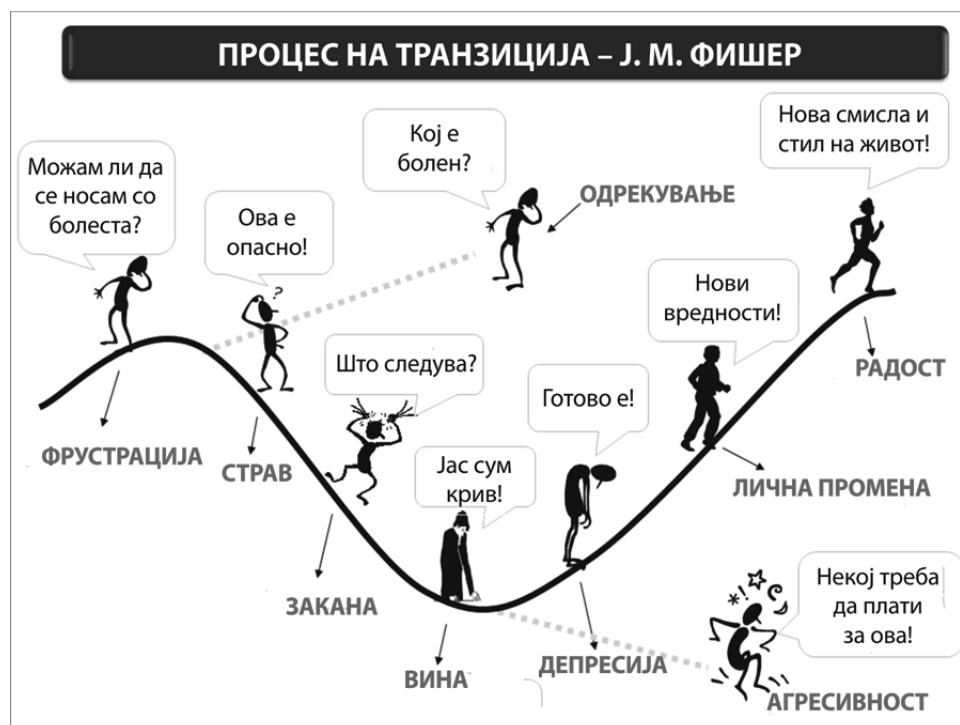 ПРОЦЕС НА ТРАНЗИЦИЈА – Ј. М. ФИШЕР
Можам ли да
се носам со
болеста?
Ова е
опасно!
Кој е
болен?
Нова смисла и
стил на живот!
ОДРЕКУВАЊЕ
?
Што следува?
Нови
вредности!
РАДОСТ
ФРУСТРАЦИЈА
СТРАВ
Јас сум
крив!
Готово е!
ЛИЧНА ПРОМЕНА
ЗАКАНА
ВИНА
ДЕПРЕСИЈА
Некој треба
да плати
за ова!
АГРЕСИВНОСТ